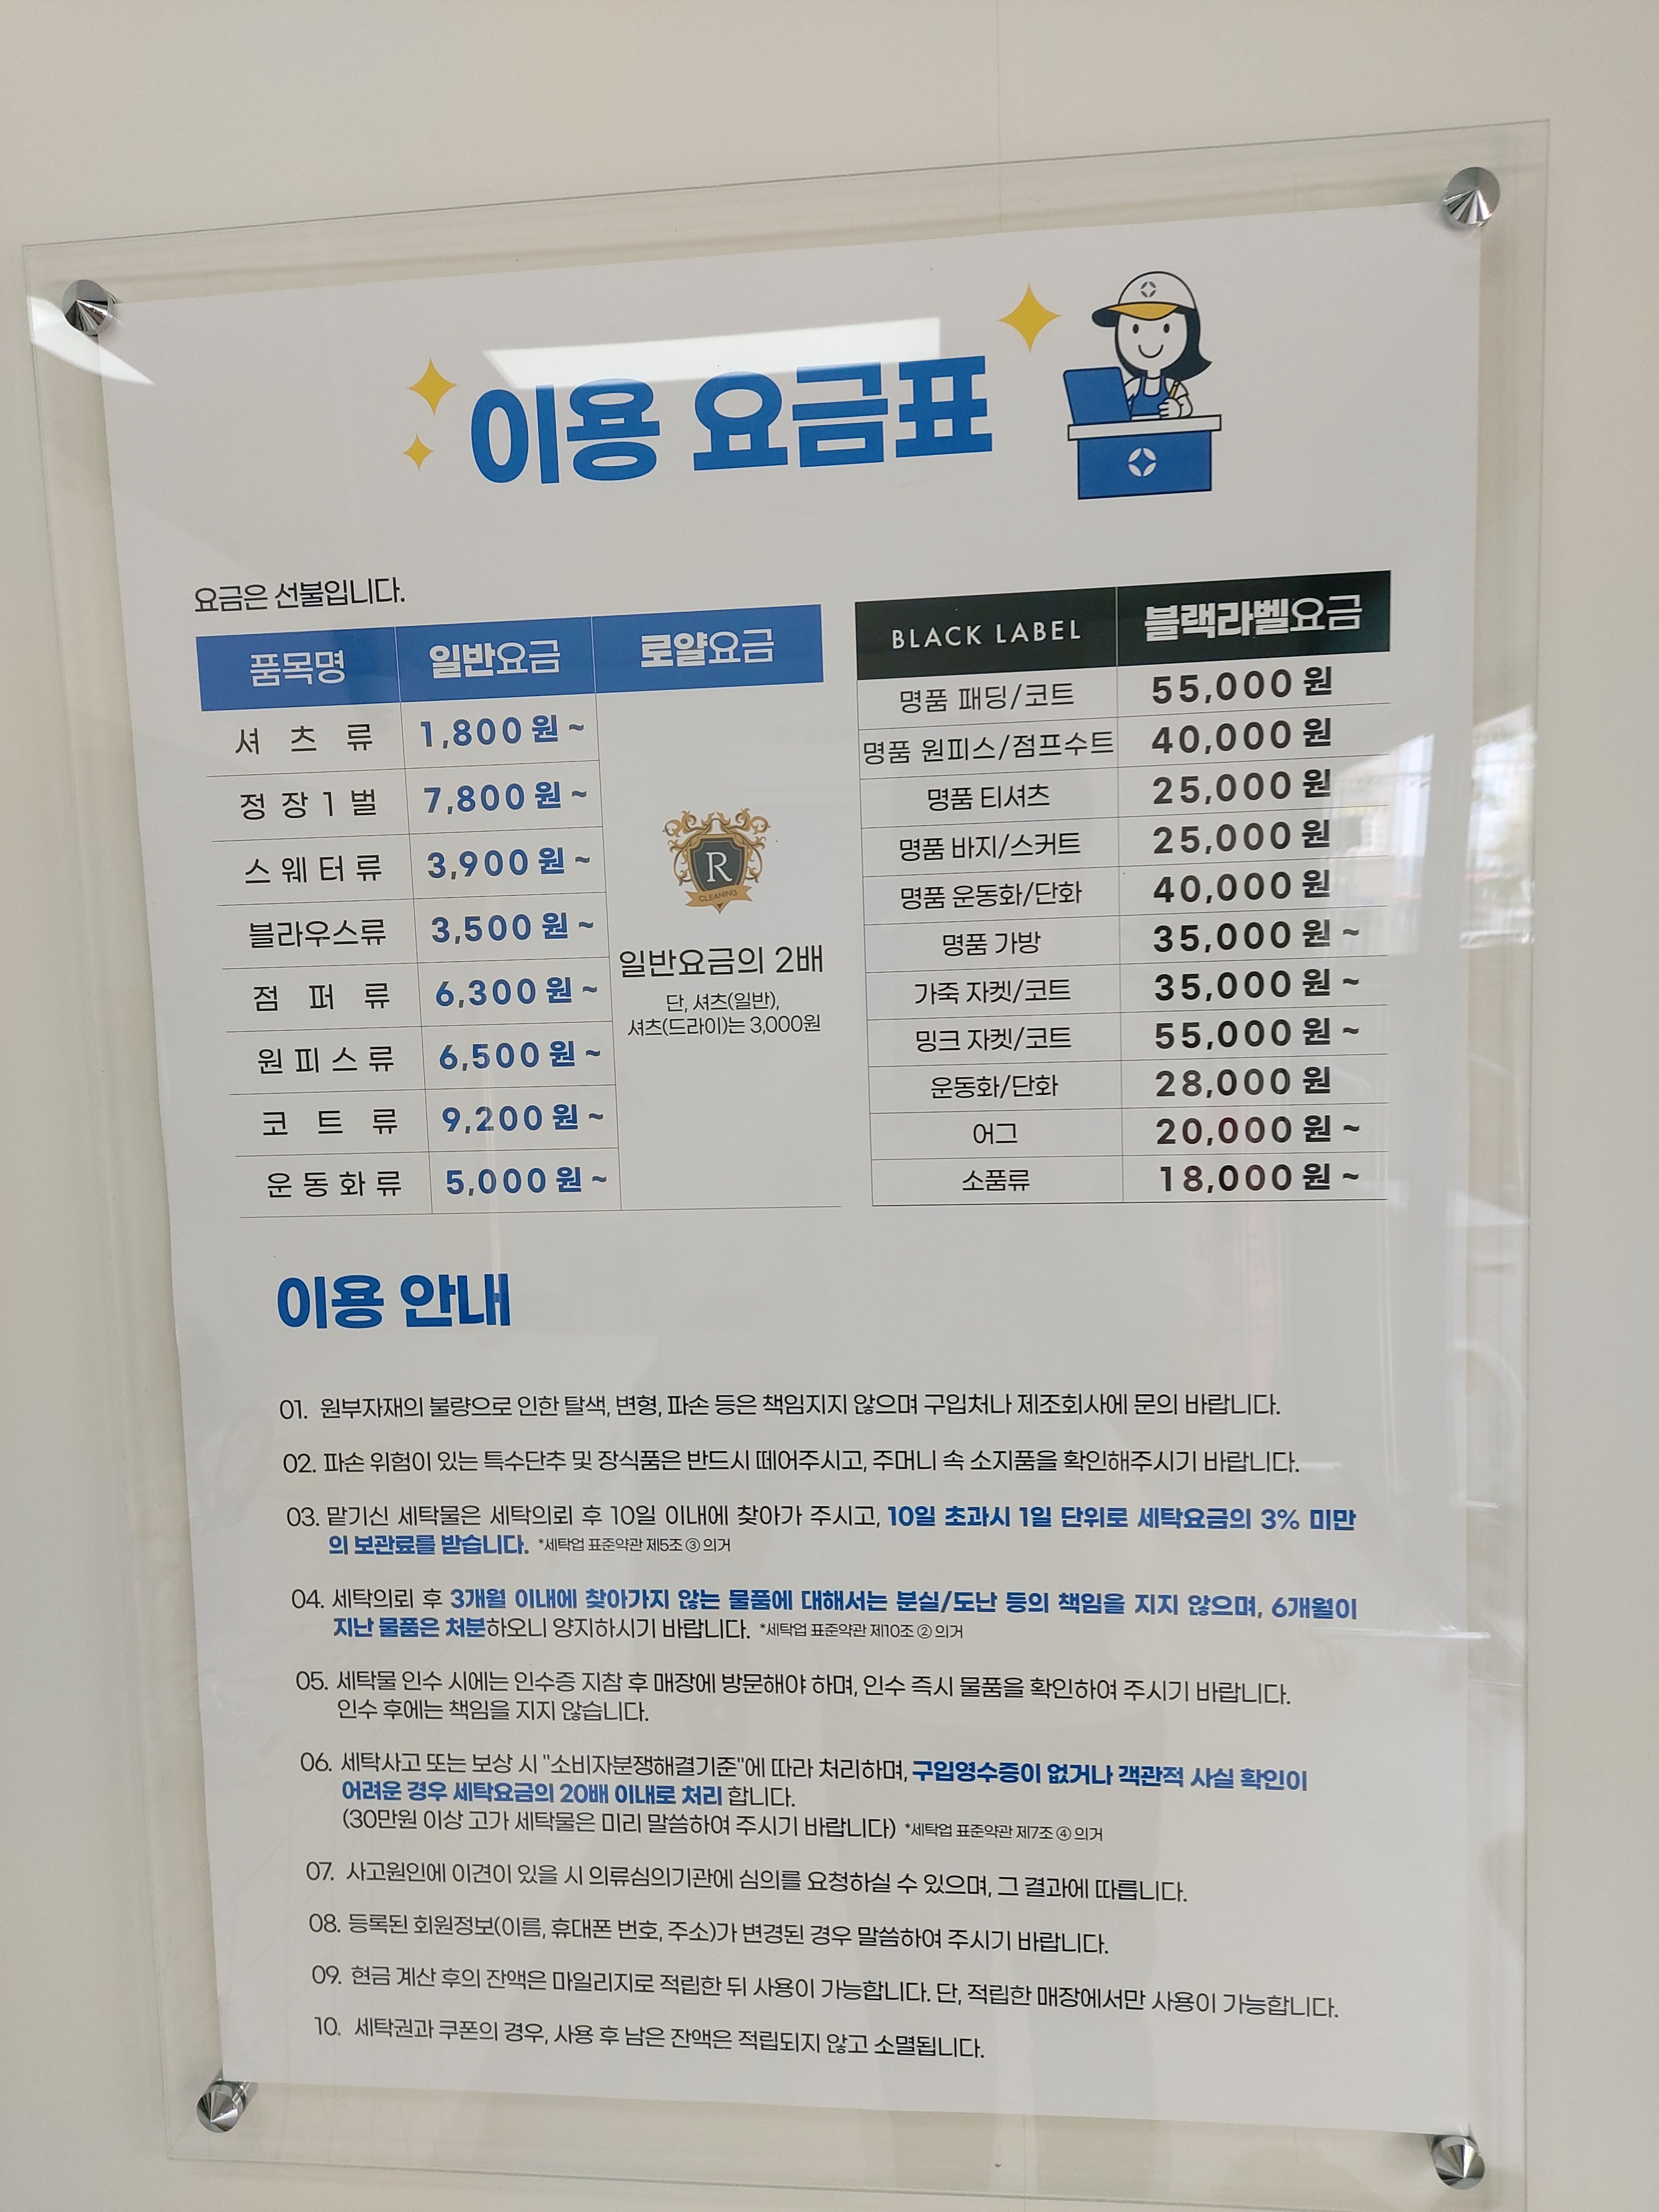 이용 요금표
요금은 선불입니다.
품목명 일반요금 로얄요금
셔츠류 1,800원~
정장1벌 7,800원~
스웨터류 3,900원~
블라우스류 3,500원~
점퍼류 6,300원~
원피스류 6,500원~
코트류 9,200원~
운동화류 5,000원~
R
CLEANING
일반요금의 2배
단, 셔츠(일반),
셔츠(드라이)는 3,000원
BLACK LABEL 블랙라벨요금
명품 패딩/코트 55,000원
명품 원피스/점프수트 40,000원
명품 티셔츠 25,000원
명품 바지/스커트 25,000원
명품 운동화/단화 40,000원
명품 가방 35,000원~
가죽 자켓/코트 35,000원~
밍크 자켓/코트 55,000원~
운동화/단화 28,000원
어그 20,000원~
소품류 18,000원~
이용 안내
01. 원부자재의 불량으로 인한 탈색, 변형, 파손 등은 책임지지 않으며 구입처나 제조회사에 문의 바랍니다.
02. 파손 위험이 있는 특수단추 및 장식품은 반드시 떼어주시고, 주머니 속 소지품을 확인해주시기 바랍니다.
03. 맡기신 세탁물은 세탁의뢰 후 10일 이내에 찾아가 주시고, 10일 초과시 1일 단위로 세탁요금의 3% 미만
의 보관료를 받습니다. *세탁업 표준약관 제5조 ③ 의거
04. 세탁의뢰 후 3개월 이내에 찾아가지 않는 물품에 대해서는 분실/도난 등의 책임을 지지 않으며, 6개월이
지난 물품은 처분하오니 양지하시기 바랍니다. *세탁업 표준약관 제10조 ② 의거
05. 세탁물 인수 시에는 인수증 지참 후 매장에 방문해야 하며, 인수 즉시 물품을 확인하여 주시기 바랍니다.
인수 후에는 책임을 지지 않습니다.
06. 세탁사고 또는 보상 시 "소비자분쟁해결기준"에 따라 처리하며, 구입영수증이 없거나 객관적 사실 확인이
어려운 경우 세탁요금의 20배 이내로 처리 합니다.
(30만원 이상 고가 세탁물은 미리 말씀하여 주시기 바랍니다) *세탁업 표준약관 제7조 ④ 의거
07. 사고원인에 이견이 있을 시 의류심의기관에 심의를 요청하실 수 있으며, 그 결과에 따릅니다.
08. 등록된 회원정보(이름, 휴대폰 번호, 주소)가 변경된 경우 말씀하여 주시기 바랍니다.
09. 현금 계산 후의 잔액은 마일리지로 적립한 뒤 사용이 가능합니다. 단, 적립한 매장에서만 사용이 가능합니다.
10. 세탁권과 쿠폰의 경우, 사용 후 남은 잔액은 적립되지 않고 소멸됩니다.